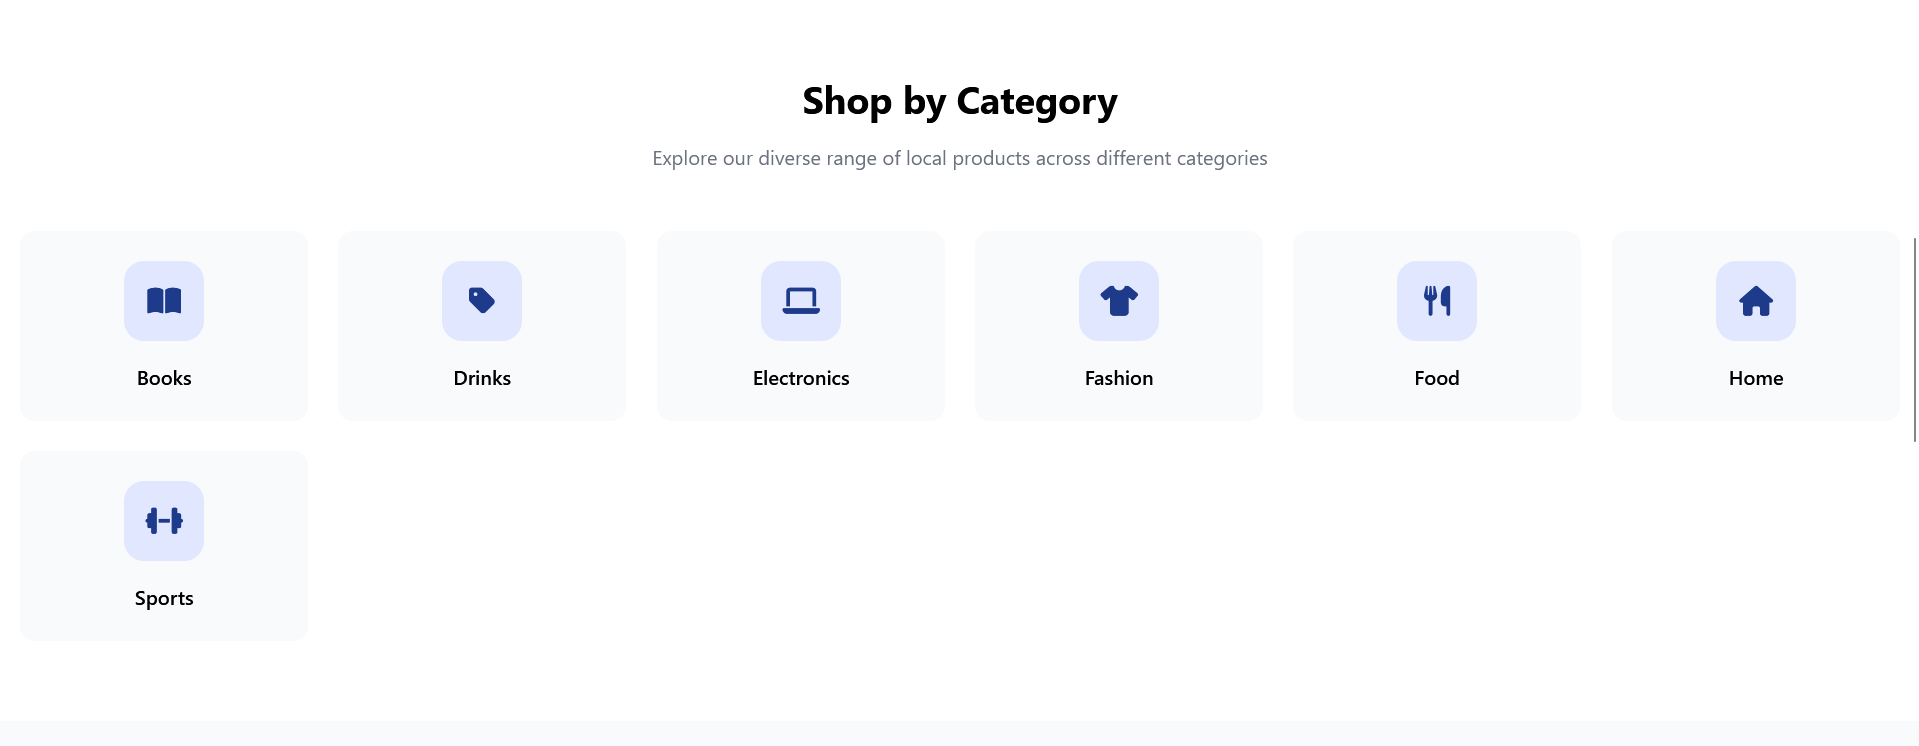 Shop by Category
Explore our diverse range of local products across different categories
Books
Drinks
Electronics
Fashion
Food
Home
Sports